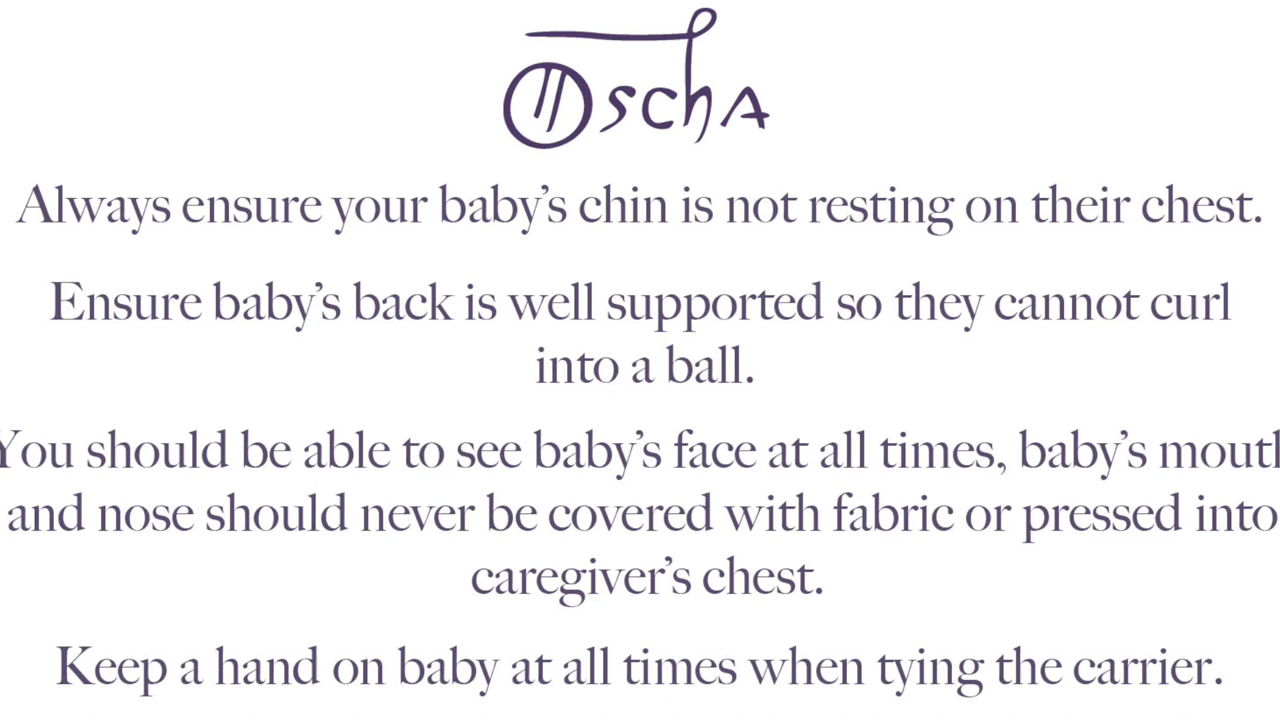 Oscha
Always ensure your baby’s chin is not resting on their chest.
Ensure baby’s back is well supported so they cannot curl
into a ball.
You should be able to see baby’s face at all times, baby’s mouth
and nose should never be covered with fabric or pressed into
caregiver’s chest.
Keep a hand on baby at all times when tying the carrier.